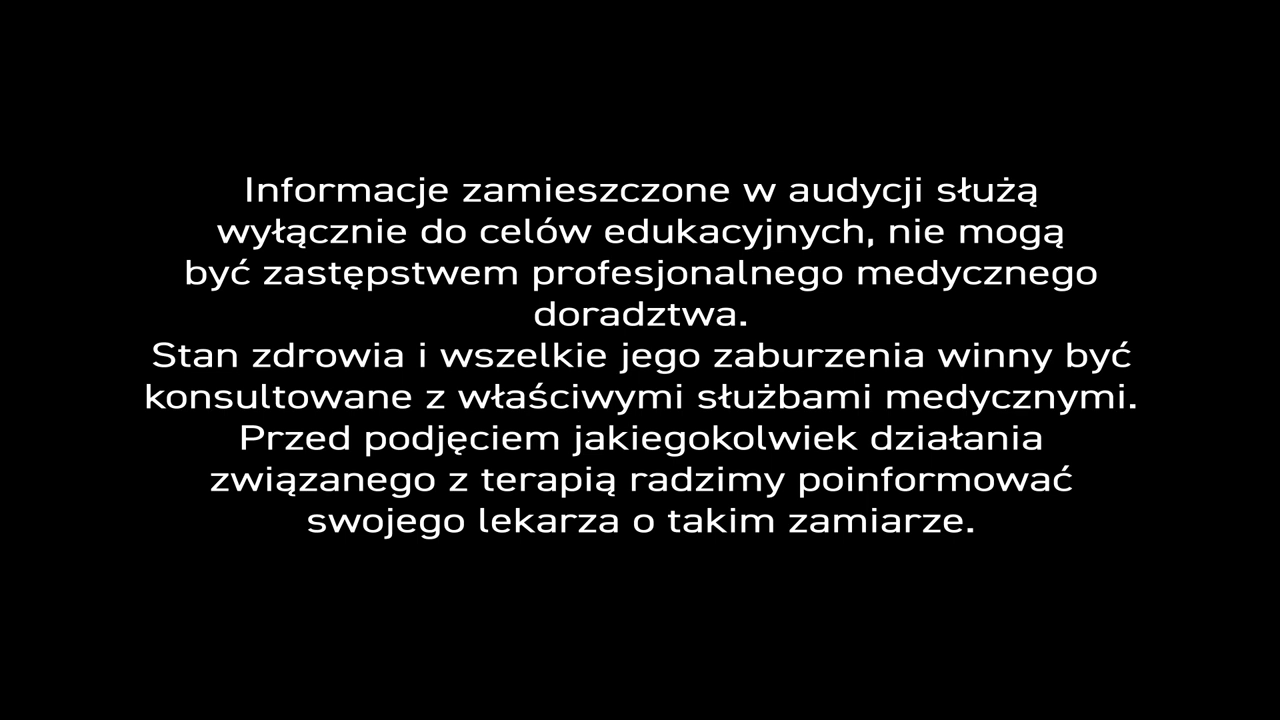 Informacje zamieszczone w audycji służą
wyłącznie do celów edukacyjnych, nie mogą
być zastępstwem profesjonalnego medycznego
doradztwa.
Stan zdrowia i wszelkie jego zaburzenia winny być
konsultowane z właściwymi służbami medycznymi.
Przed podjęciem jakiegokolwiek działania
związanego z terapią radzimy poinformować
swojego lekarza o takim zamiarze.